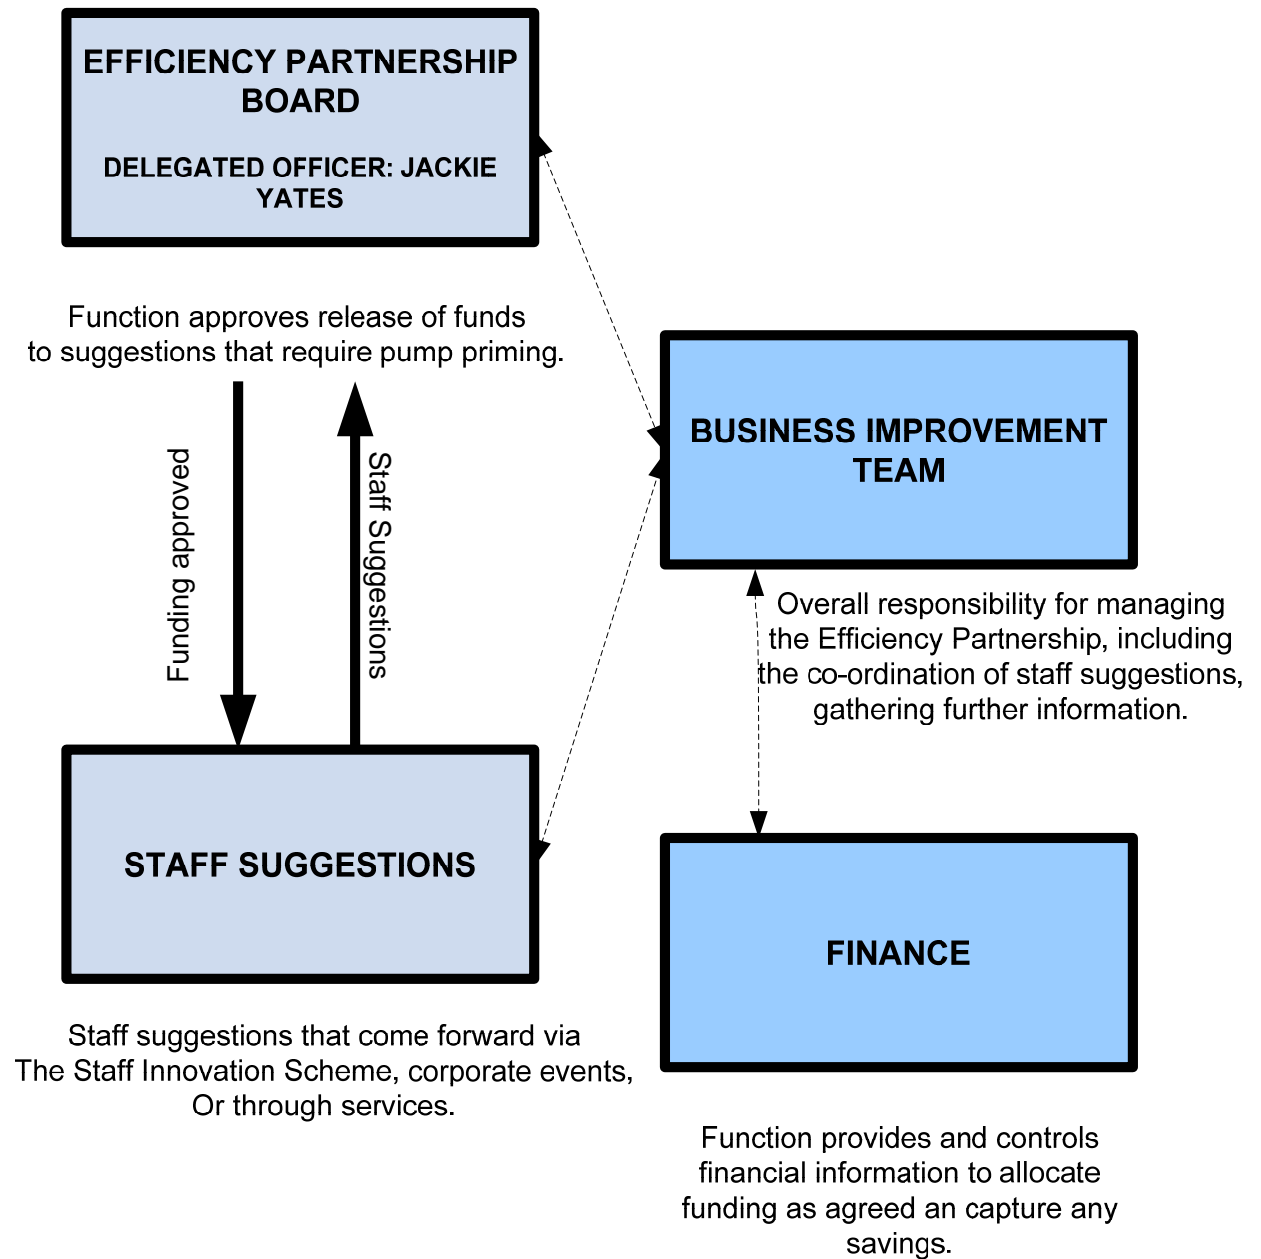 EFFICIENCY PARTNERSHIP
BOARD
DELEGATED OFFICER: JACKIE
YATES
Function approves release of funds
to suggestions that require pump priming.
Funding approved
Staff Suggestions
BUSINESS IMPROVEMENT
TEAM
Overall responsibility for managing
the Efficiency Partnership, including
the co-ordination of staff suggestions,
gathering further information.
STAFF SUGGESTIONS
Staff suggestions that come forward via
The Staff Innovation Scheme, corporate events,
Or through services.
FINANCE
Function provides and controls
financial information to allocate
funding as agreed an capture any
savings.